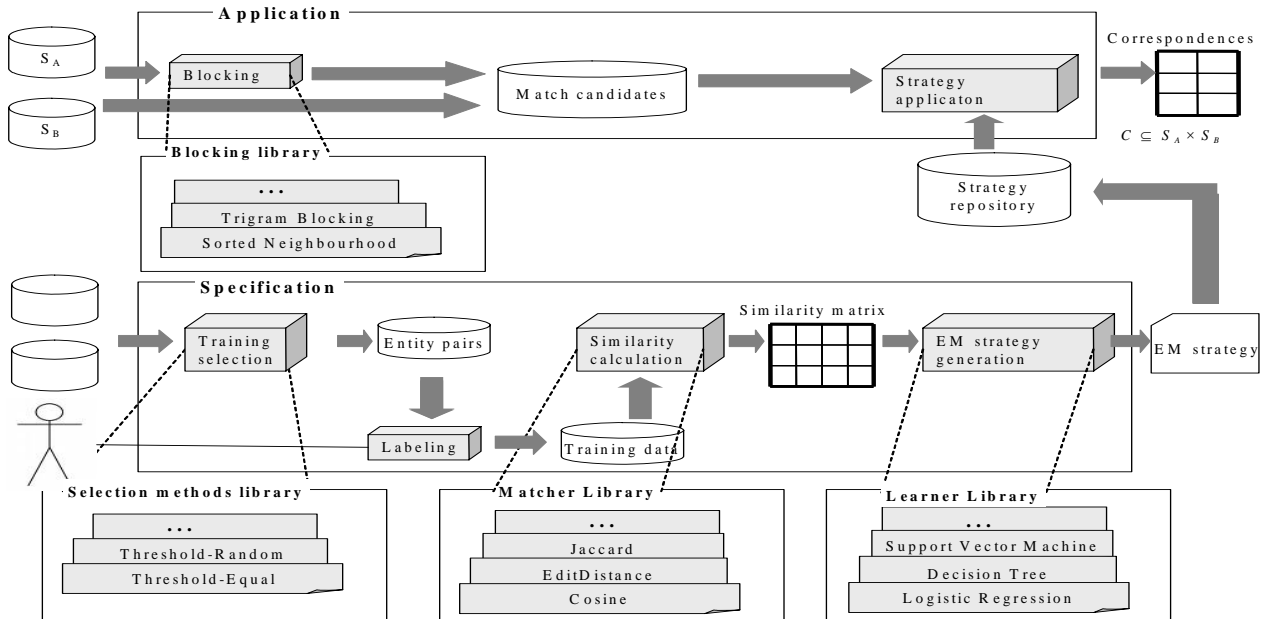 Application
S_A
S_B
Blocking
Match candidates
Strategy
applicaton
Correspondences
C ⊆ S_A × S_B
Blocking library
...
Trigram Blocking
Sorted Neighbourhood
Strategy
repository
Specification
Training
selection
Entity pairs
Similarity
calculation
Similarity matrix
EM strategy
generation
EM strategy
Labeling
Training data
Selection methods library
...
Threshold-Random
Threshold-Equal
Matcher Library
...
Jaccard
EditDistance
Cosine
Learner Library
...
Support Vector Machine
Decision Tree
Logistic Regression